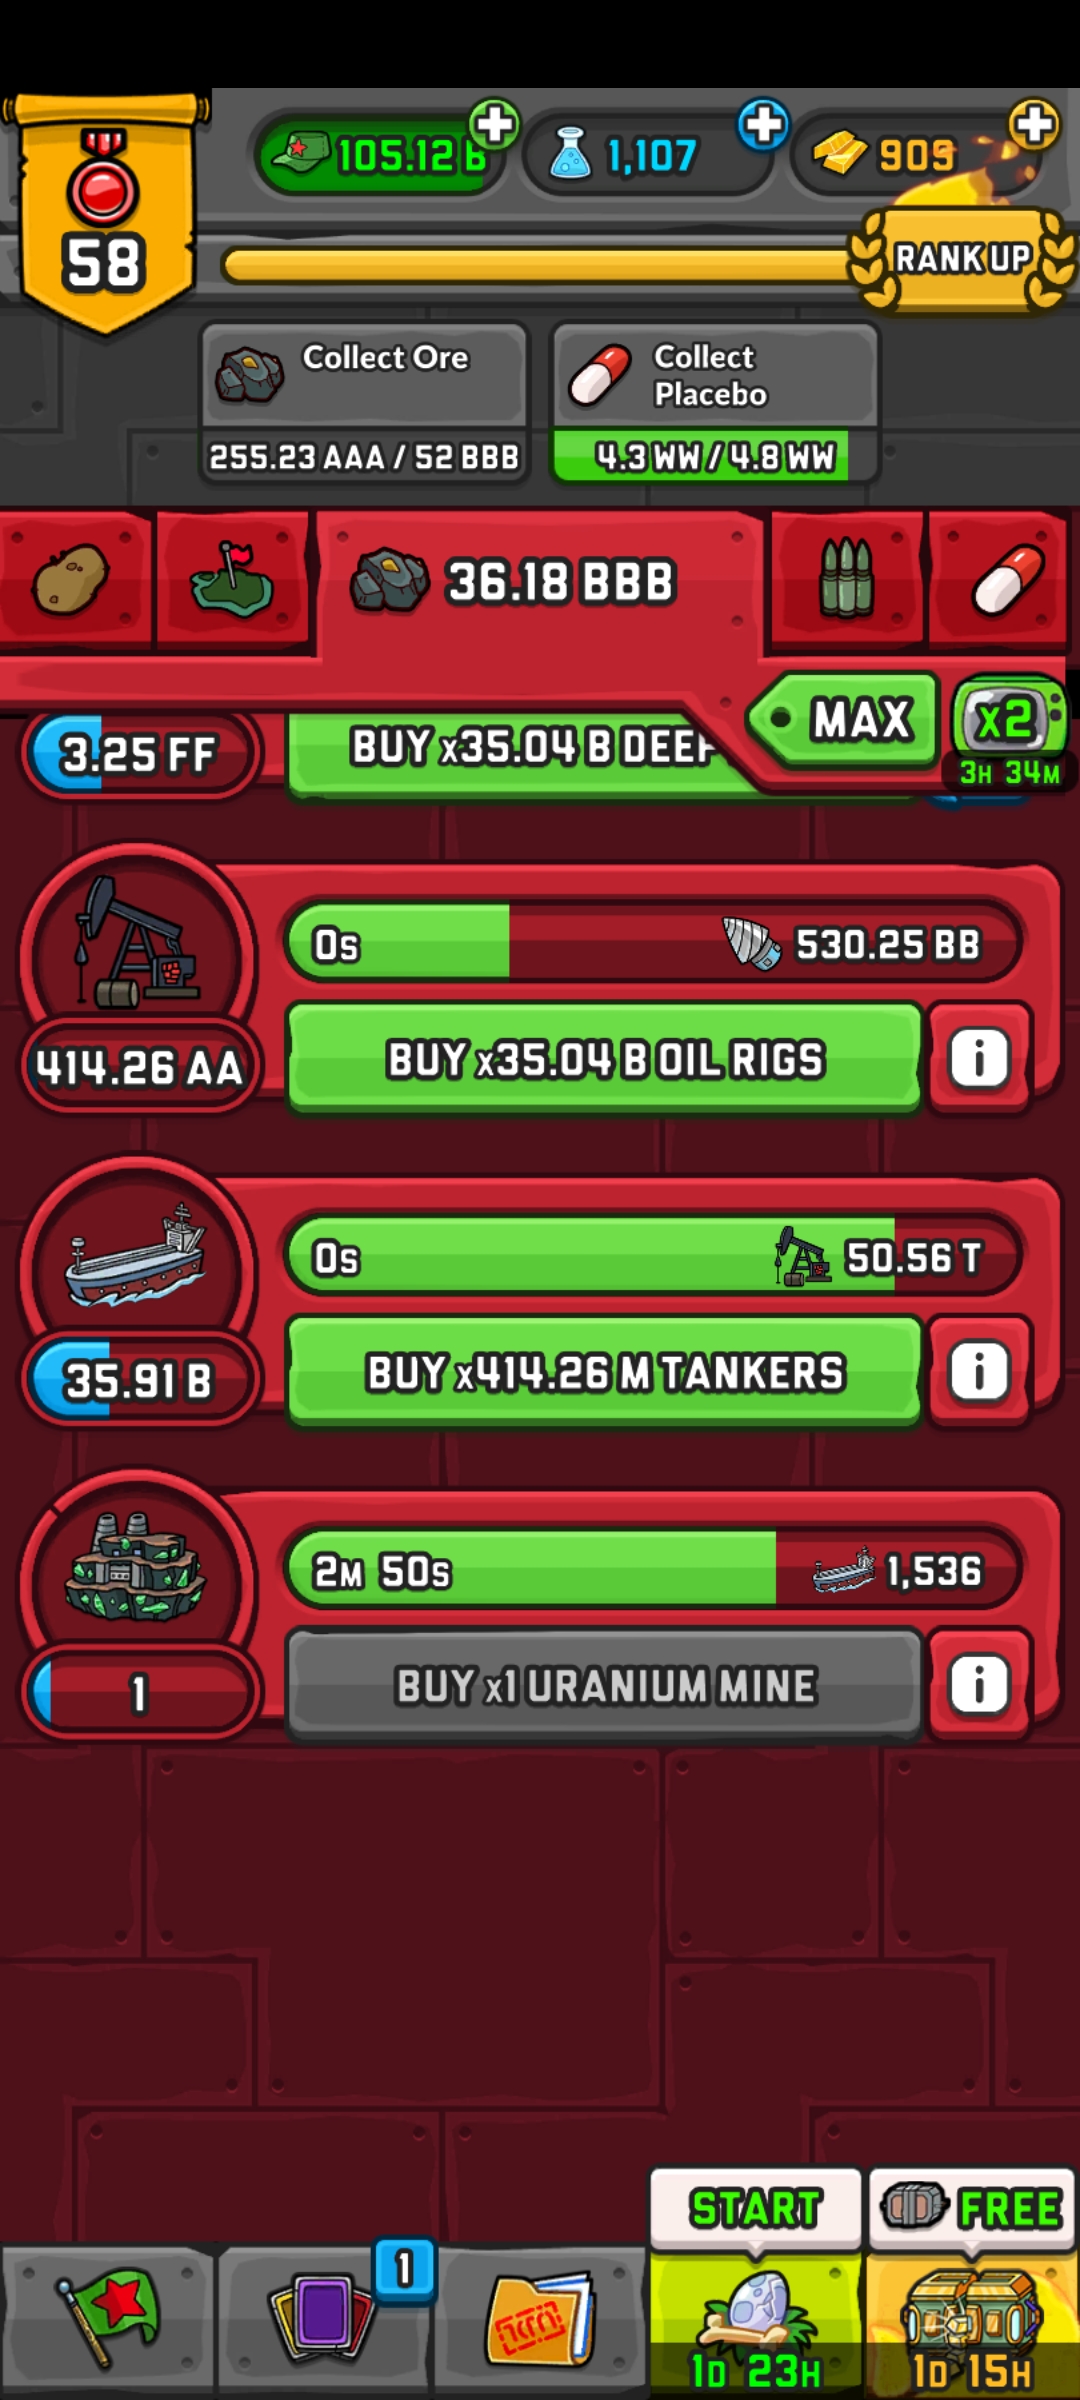 58
105.12 B
1,107
909
RANK UP
Collect Ore
255.23 AAA / 52 BBB
Collect
Placebo
4.3 WW / 4.8 WW
36.18 BBB
MAX
x2
3H 34M
3.25 FF
BUY x35.04 B DEEP
0s
530.25 BB
414.26 AA
BUY x35.04 B OIL RIGS
i
0s
50.56 T
35.91 B
BUY x414.26 M TANKERS
i
2M 50s
1,536
1
BUY x1 URANIUM MINE
i
START
FREE
1
1D 23H
1D 15H